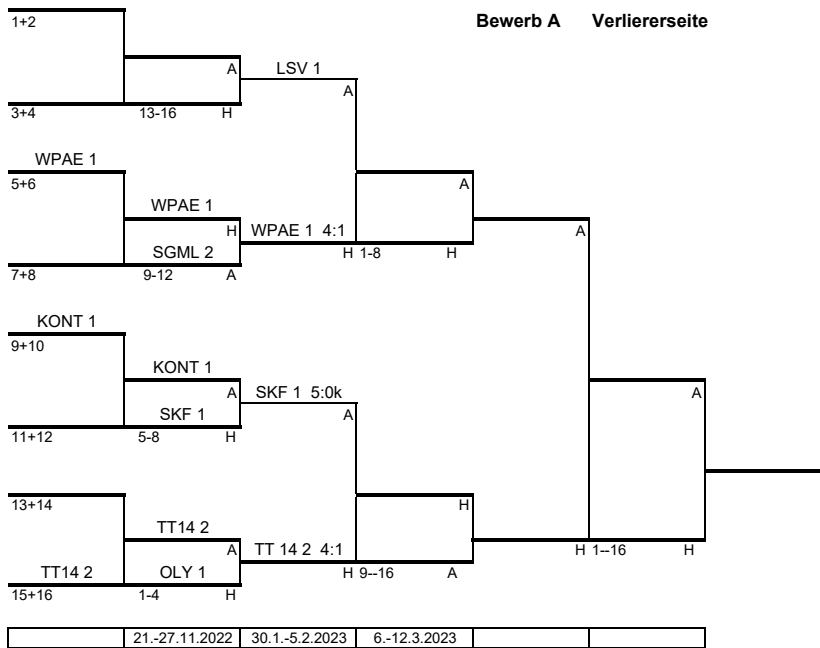 1+2 Bewerb A Verliererseite
A LSV 1
A
3+4 13-16 H
WPAE 1
5+6 A
WPAE 1
H WPAE 1 4:1 A
SGML 2 H 1-8 H
7+8 9-12 A
KONT 1
9+10
KONT 1
A SKF 1 5:0k A
SKF 1 A
11+12 5-8 H
13+14 H
TT14 2
A TT 14 2 4:1 H 1--16 H
TT14 2 OLY 1 H 9--16 A
15+16 1-4 H
21.-27.11.2022 30.1.-5.2.2023 6.-12.3.2023